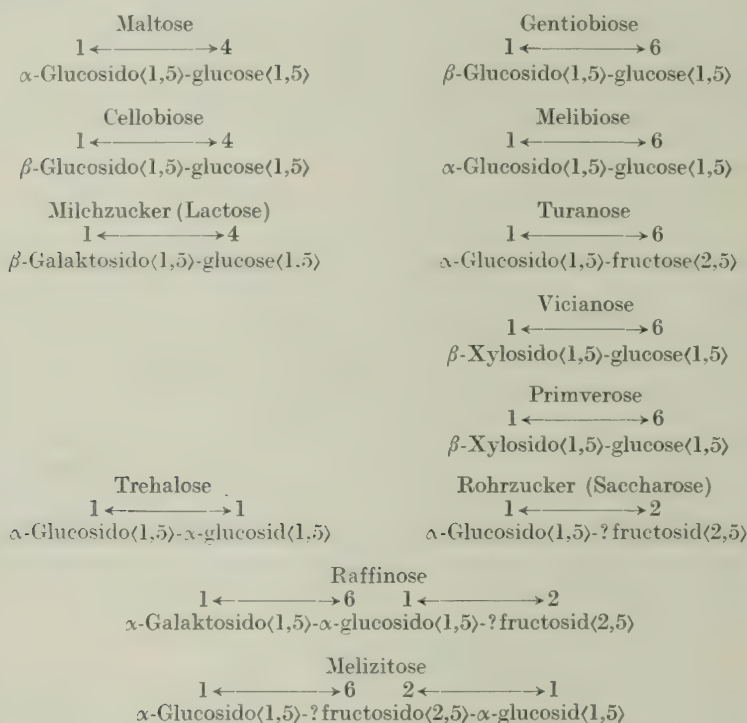 Maltose
1 ←——→ 4
α-Glucosido⟨1,5⟩-glucose⟨1,5⟩
Cellobiose
1 ←——→ 4
β-Glucosido⟨1,5⟩-glucose⟨1,5⟩
Milchzucker (Lactose)
1 ←——→ 4
β-Galaktosido⟨1,5⟩-glucose⟨1.5⟩
Trehalose
1 ←——→ 1
α-Glucosido⟨1,5⟩-α-glucosid⟨1,5⟩
Gentiobiose
1 ←——→ 6
β-Glucosido⟨1,5⟩-glucose⟨1,5⟩
Melibiose
1 ←——→ 6
α-Glucosido⟨1,5⟩-glucose⟨1,5⟩
Turanose
1 ←——→ 6
α-Glucosido⟨1,5⟩-fructose⟨2,5⟩
Vicianose
1 ←——→ 6
β-Xylosido⟨1,5⟩-glucose⟨1,5⟩
Primverose
1 ←——→ 6
β-Xylosido⟨1,5⟩-glucose⟨1,5⟩
Rohrzucker (Saccharose)
1 ←——→ 2
α-Glucosido⟨1,5⟩-?fructosid⟨2,5⟩
Raffinose
1 ←——→ 6 1 ←——→ 2
α-Galaktosido⟨1,5⟩-α-glucosido⟨1,5⟩-?fructosid⟨2,5⟩
Melizitose
1 ←——→ 6 2 ←——→ 1
α-Glucosido⟨1,5⟩-?fructosido⟨2,5⟩-α-glucosid⟨1,5⟩